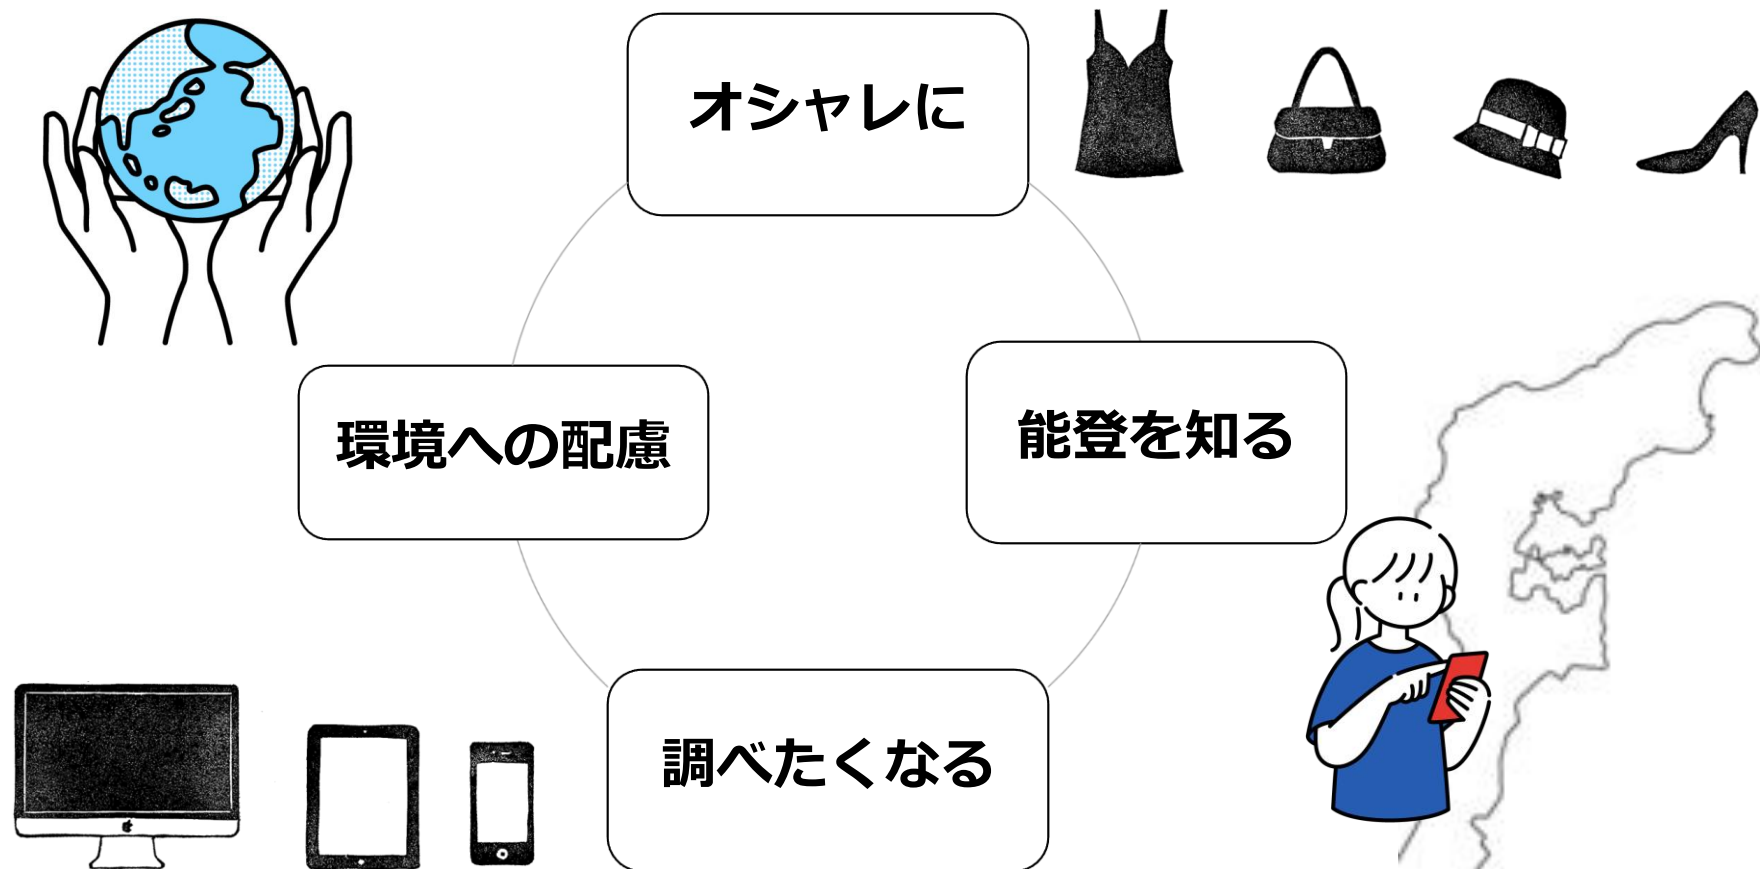 オシャレに
環境への配慮
能登を知る
調べたくなる